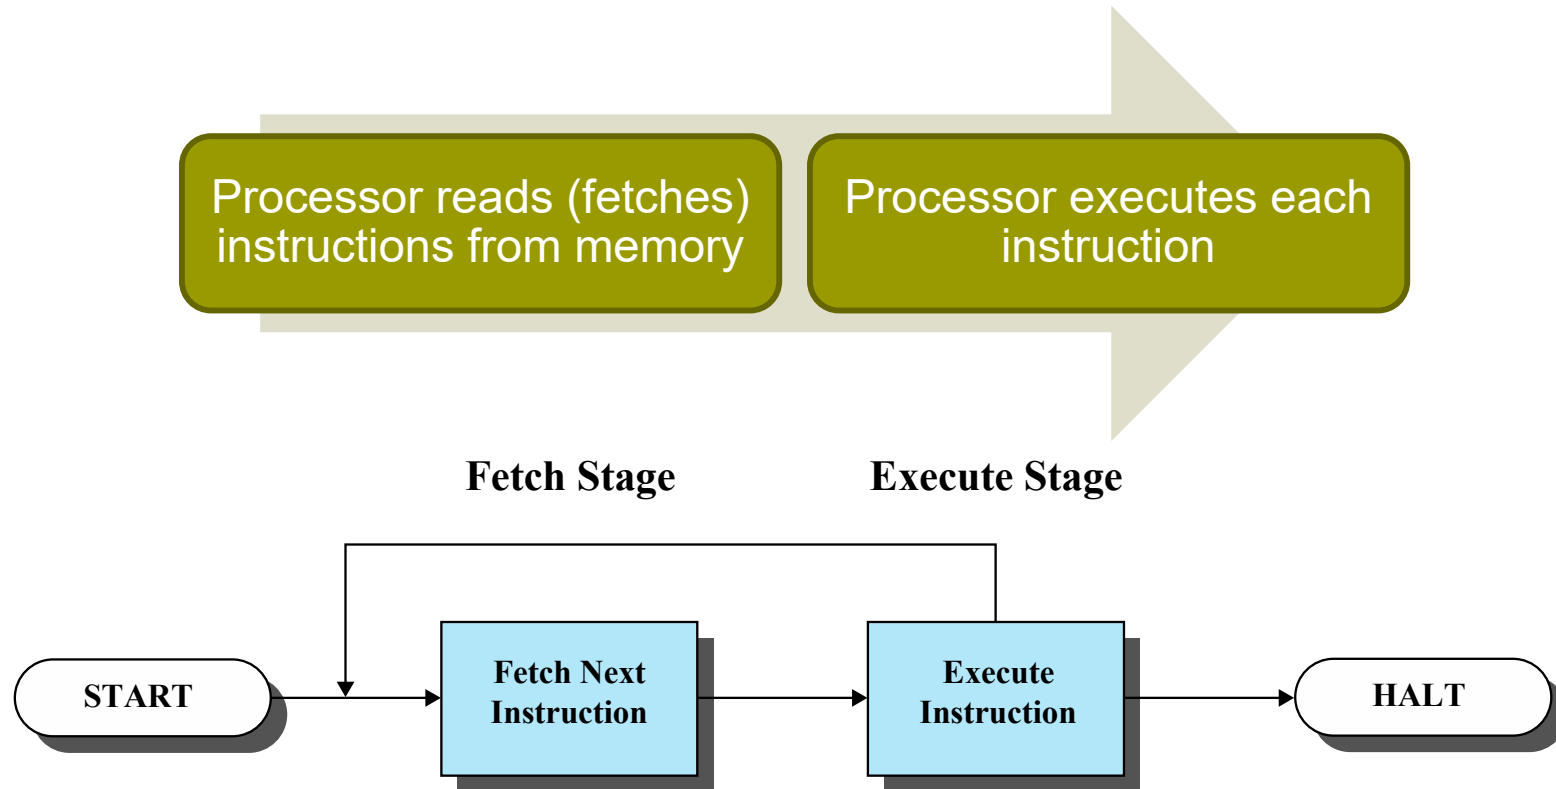 Processor reads (fetches)
instructions from memory
Processor executes each
instruction
Fetch Stage
Execute Stage
START
Fetch Next
Instruction
Execute
Instruction
HALT